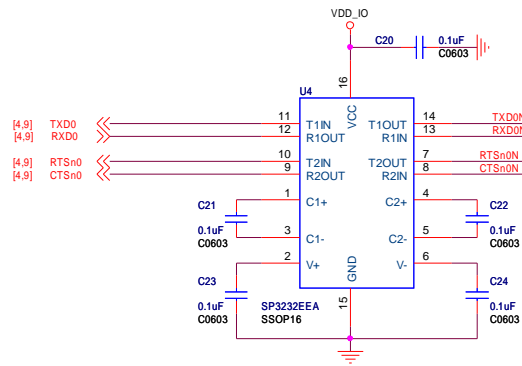 VDD_IO
C20 0.1uF
C0603
U4
16
VCC
[4,9] TXD0 11 T1IN T1OUT 14 TXD0N
[4,9] RXD0 12 R1OUT R1IN 13 RXD0N
[4,9] RTSn0 10 T2IN T2OUT 7 RTSn0N
[4,9] CTSn0 9 R2OUT R2IN 8 CTSn0N
C21 1 C1+ C2+ 4 C22
0.1uF 0.1uF
C0603 3 C1- C2- 5 C0603
C23 2 V+ V- 6 C24
GND
0.1uF SP3232EEA 15 0.1uF
C0603 SSOP16 C0603